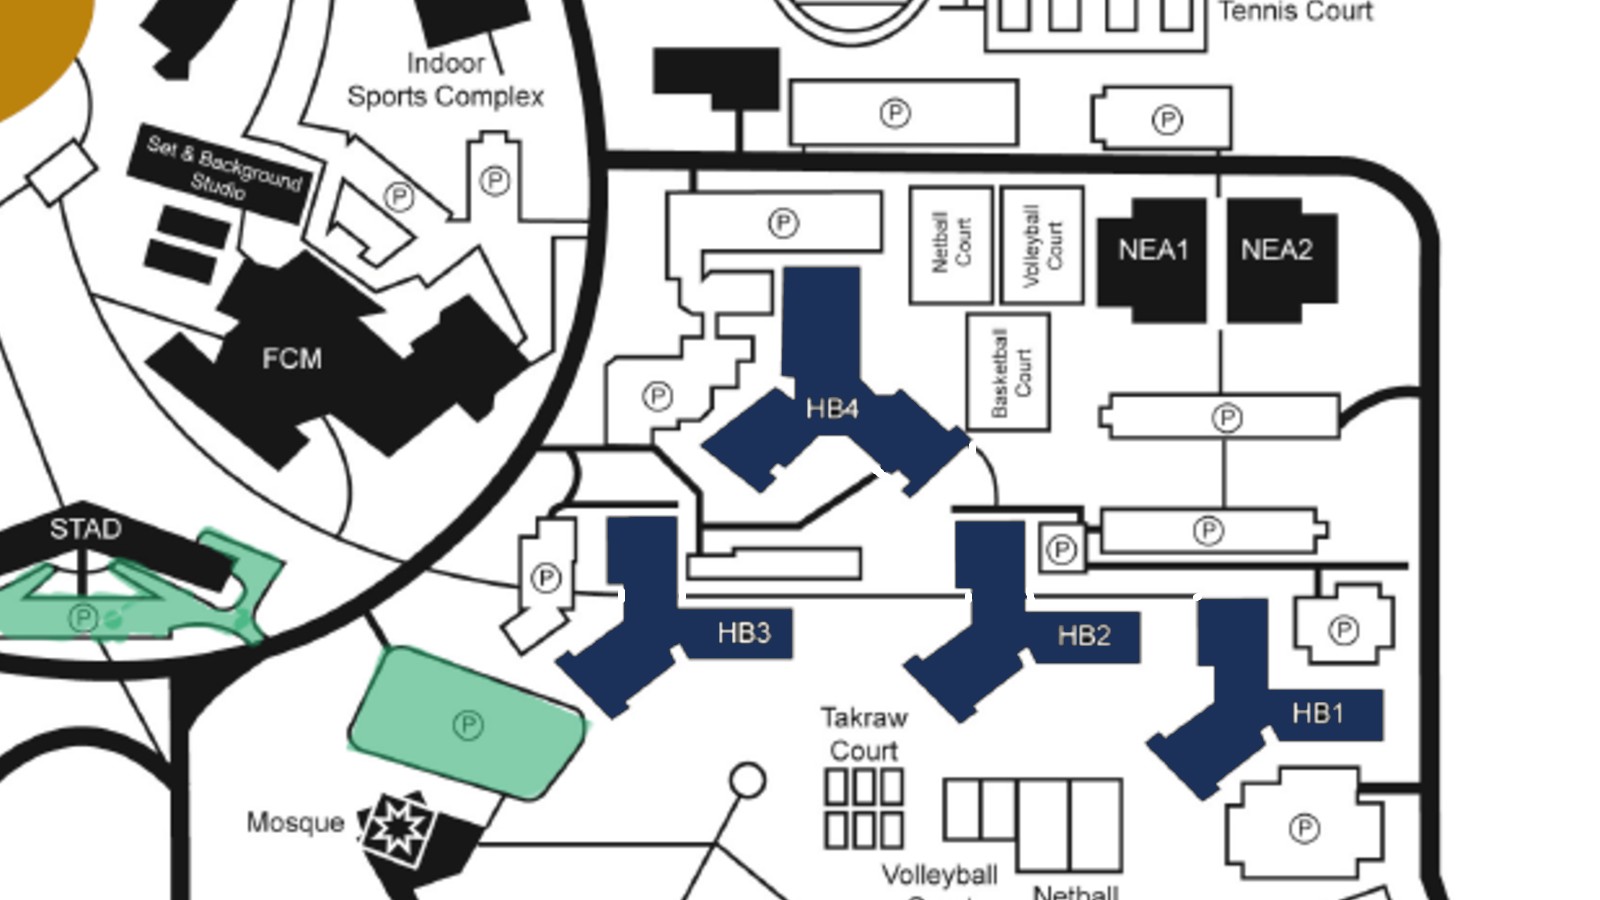 Tennis Court
Indoor
Sports Complex
P
P
Set & Background
Studio
P
P
P
Netball
Court
Volleyball
Court
NEA1
NEA2
FCM
Basketball
Court
P
HB4
P
STAD
P
P
P
P
P
HB3
HB2
HB1
P
Takraw
Court
Mosque
P
Volleyball
Netball